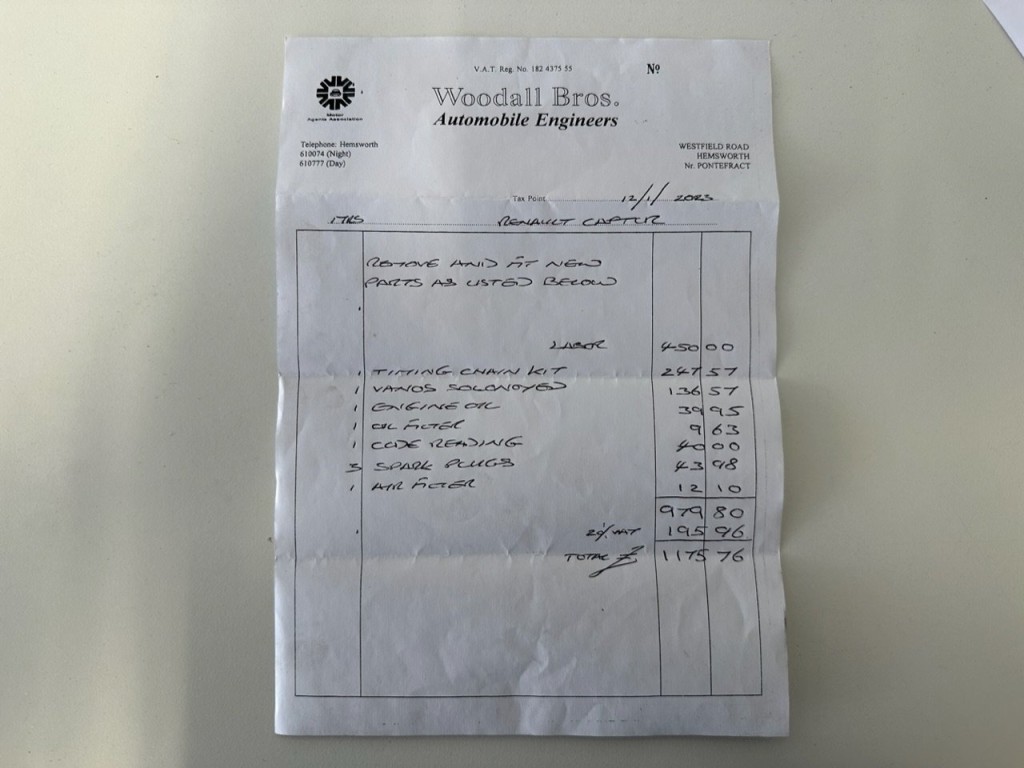 V.A.T. Reg. No. 182 4375 55
Nº
Woodall Bros.
Automobile Engineers
Motor
Agents Association
Telephone: Hemsworth
610074 (Night)
610777 (Day)
WESTFIELD ROAD
HEMSWORTH
Nr. PONTEFRACT
Tax Point 12/1/2023
RENAULT CAPTUR
REMOVE AND FIT NEW
PARTS AS LISTED BELOW
LABOR 450 00
1 TIMING CHAIN KIT 247 57
1 VANOS SOLONOYED 136 57
1 ENGINE OIL 39 95
1 OIL FILTER 9 63
1 CODE READING 40 00
3 SPARK PLUGS 43 98
1 AIR FILTER 12 10
979 80
20% VAT 195 96
TOTAL £ 1175 76